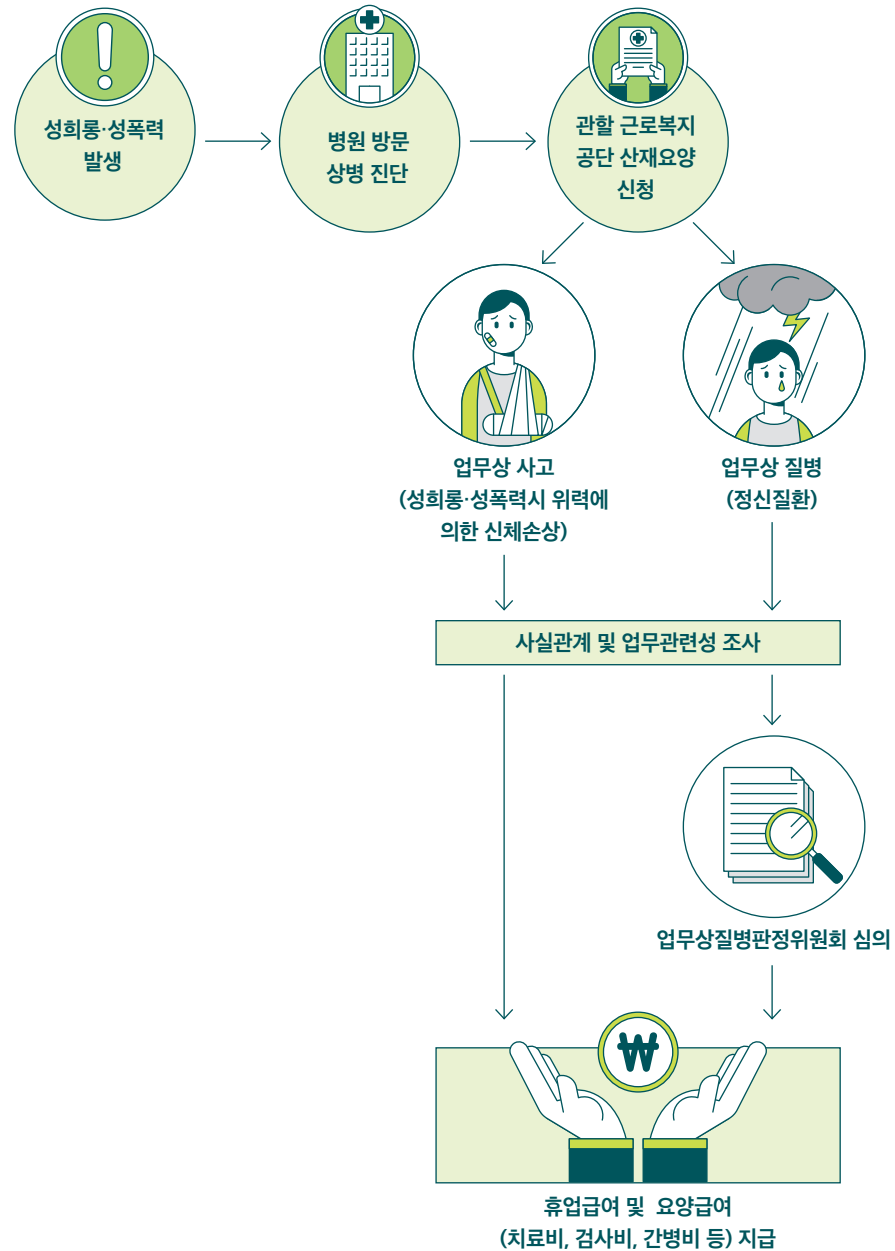 성희롱·성폭력
발생
병원 방문
상병 진단
관할 근로복지
공단 산재요양
신청
업무상 사고
(성희롱·성폭력시 위력에
의한 신체손상)
업무상 질병
(정신질환)
사실관계 및 업무관련성 조사
업무상질병판정위원회 심의
₩
휴업급여 및 요양급여
(치료비, 검사비, 간병비 등) 지급